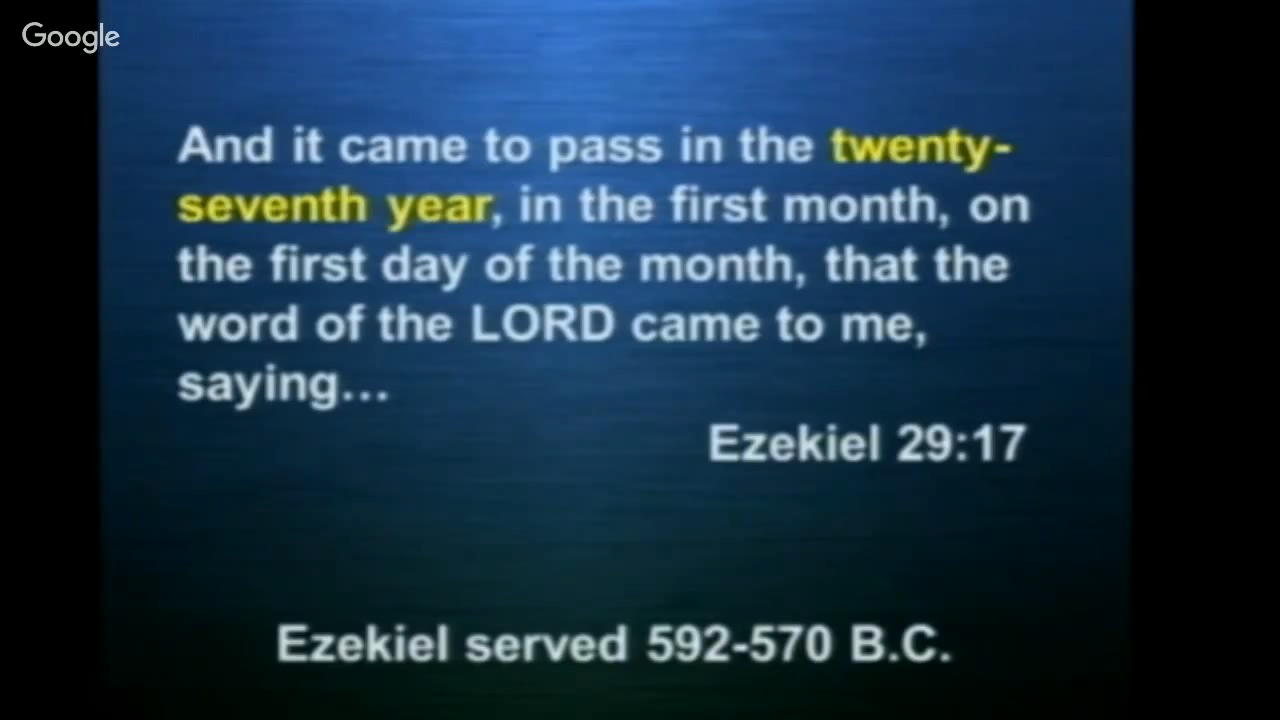 Google
And it came to pass in the twenty-
seventh year, in the first month, on
the first day of the month, that the
word of the LORD came to me,
saying...
Ezekiel 29:17
Ezekiel served 592-570 B.C.